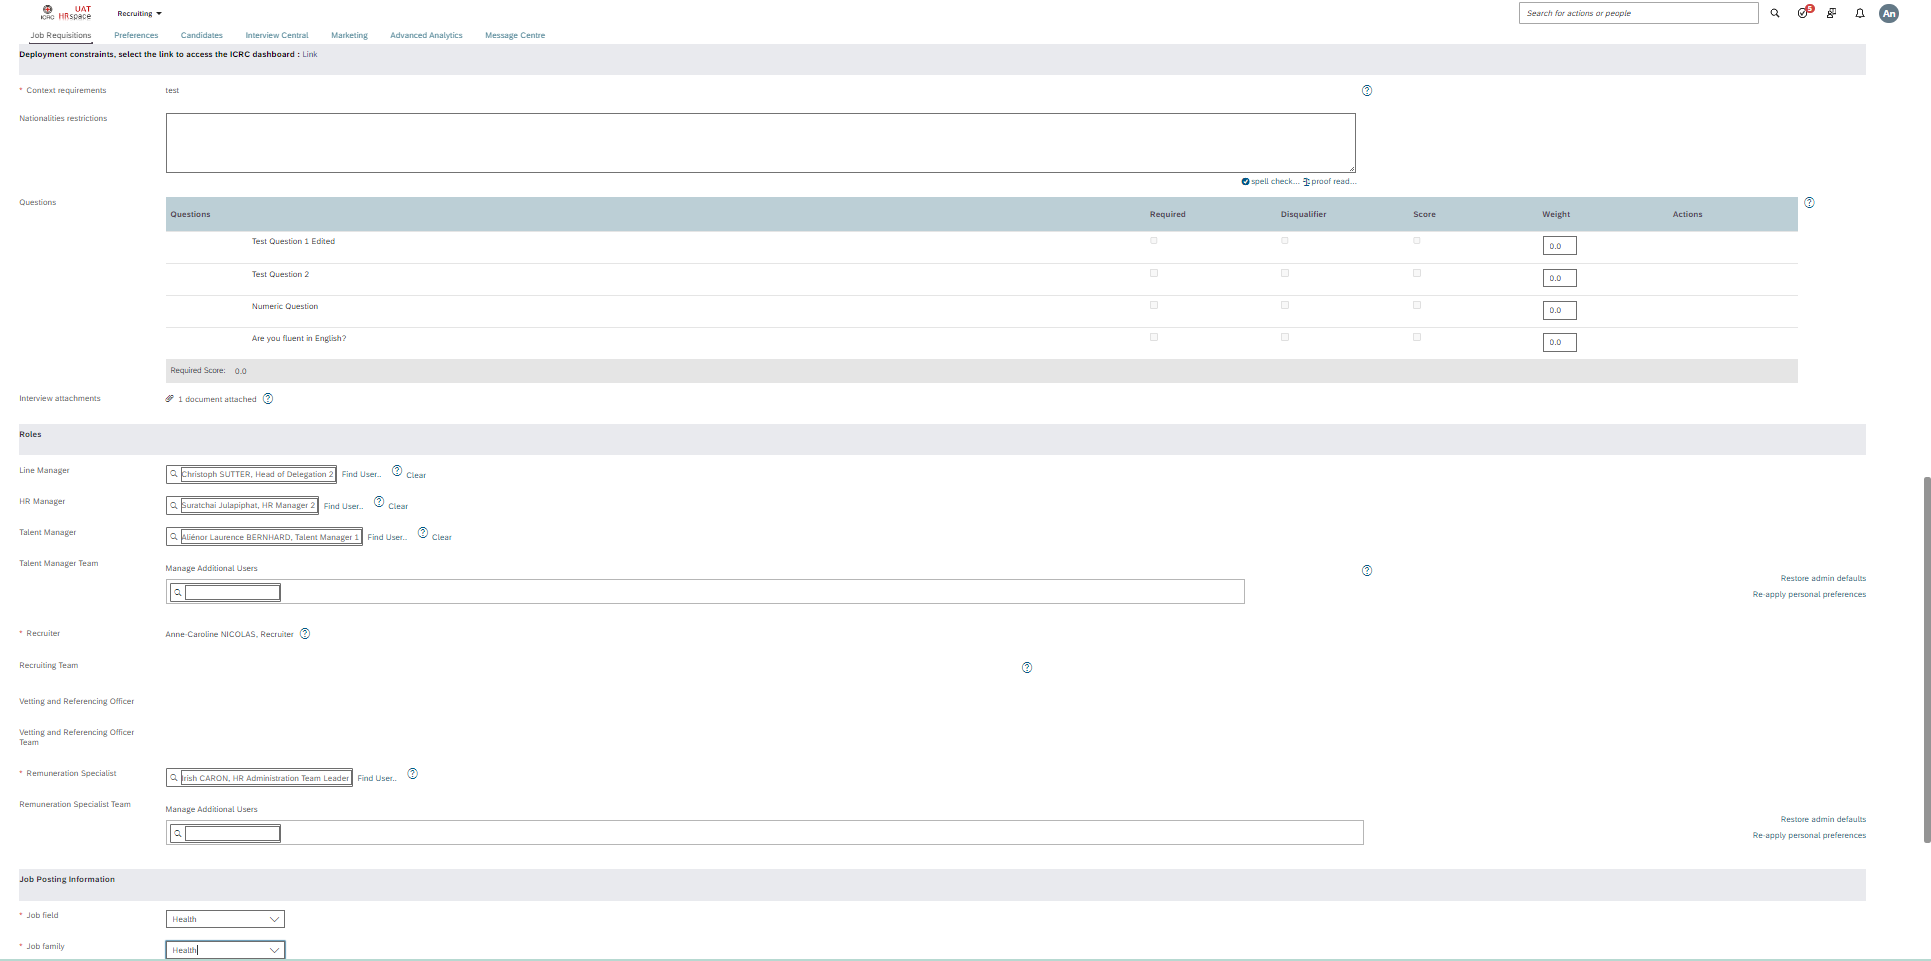 ICRC UAT HRspace Recruiting Search for actions or people 5 An
Job Requisitions Preferences Candidates Interview Central Marketing Advanced Analytics Message Centre
Deployment constraints, select the link to access the ICRC dashboard : Link
* Context requirements test
Nationalities restrictions
spell check... proof read...
Questions
Questions Required Disqualifier Score Weight Actions
Test Question 1 Edited 0.0
Test Question 2 0.0
Numeric Question 0.0
Are you fluent in English? 0.0
Required Score: 0.0
Interview attachments 1 document attached
Roles
Line Manager Christoph SUTTER, Head of Delegation 2 Find User.. Clear
HR Manager Suratchai Julapiphat, HR Manager 2 Find User.. Clear
Talent Manager Aliénor Laurence BERNHARD, Talent Manager 1 Find User.. Clear
Talent Manager Team Manage Additional Users
Restore admin defaults
Re-apply personal preferences
* Recruiter Anne-Caroline NICOLAS, Recruiter
Recruiting Team
Vetting and Referencing Officer
Vetting and Referencing Officer
Team
* Remuneration Specialist Irish CARON, HR Administration Team Leader Find User..
Remuneration Specialist Team Manage Additional Users
Restore admin defaults
Re-apply personal preferences
Job Posting Information
* Job field Health
* Job family Health